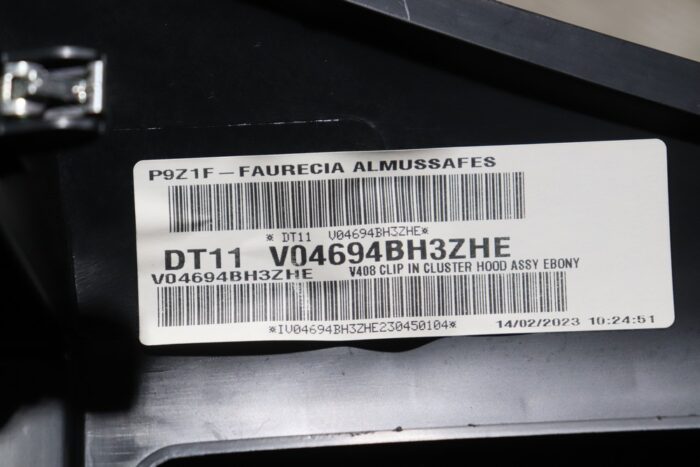 P9Z1F – FAURECIA ALMUSSAFES
* DT11 V04694BH3ZHE*
DT11 V04694BH3ZHE
V04694BH3ZHE V408 CLIP IN CLUSTER HOOD ASSY EBONY
*IV04694BH3ZHE230450104* 14/02/2023 10:24:51